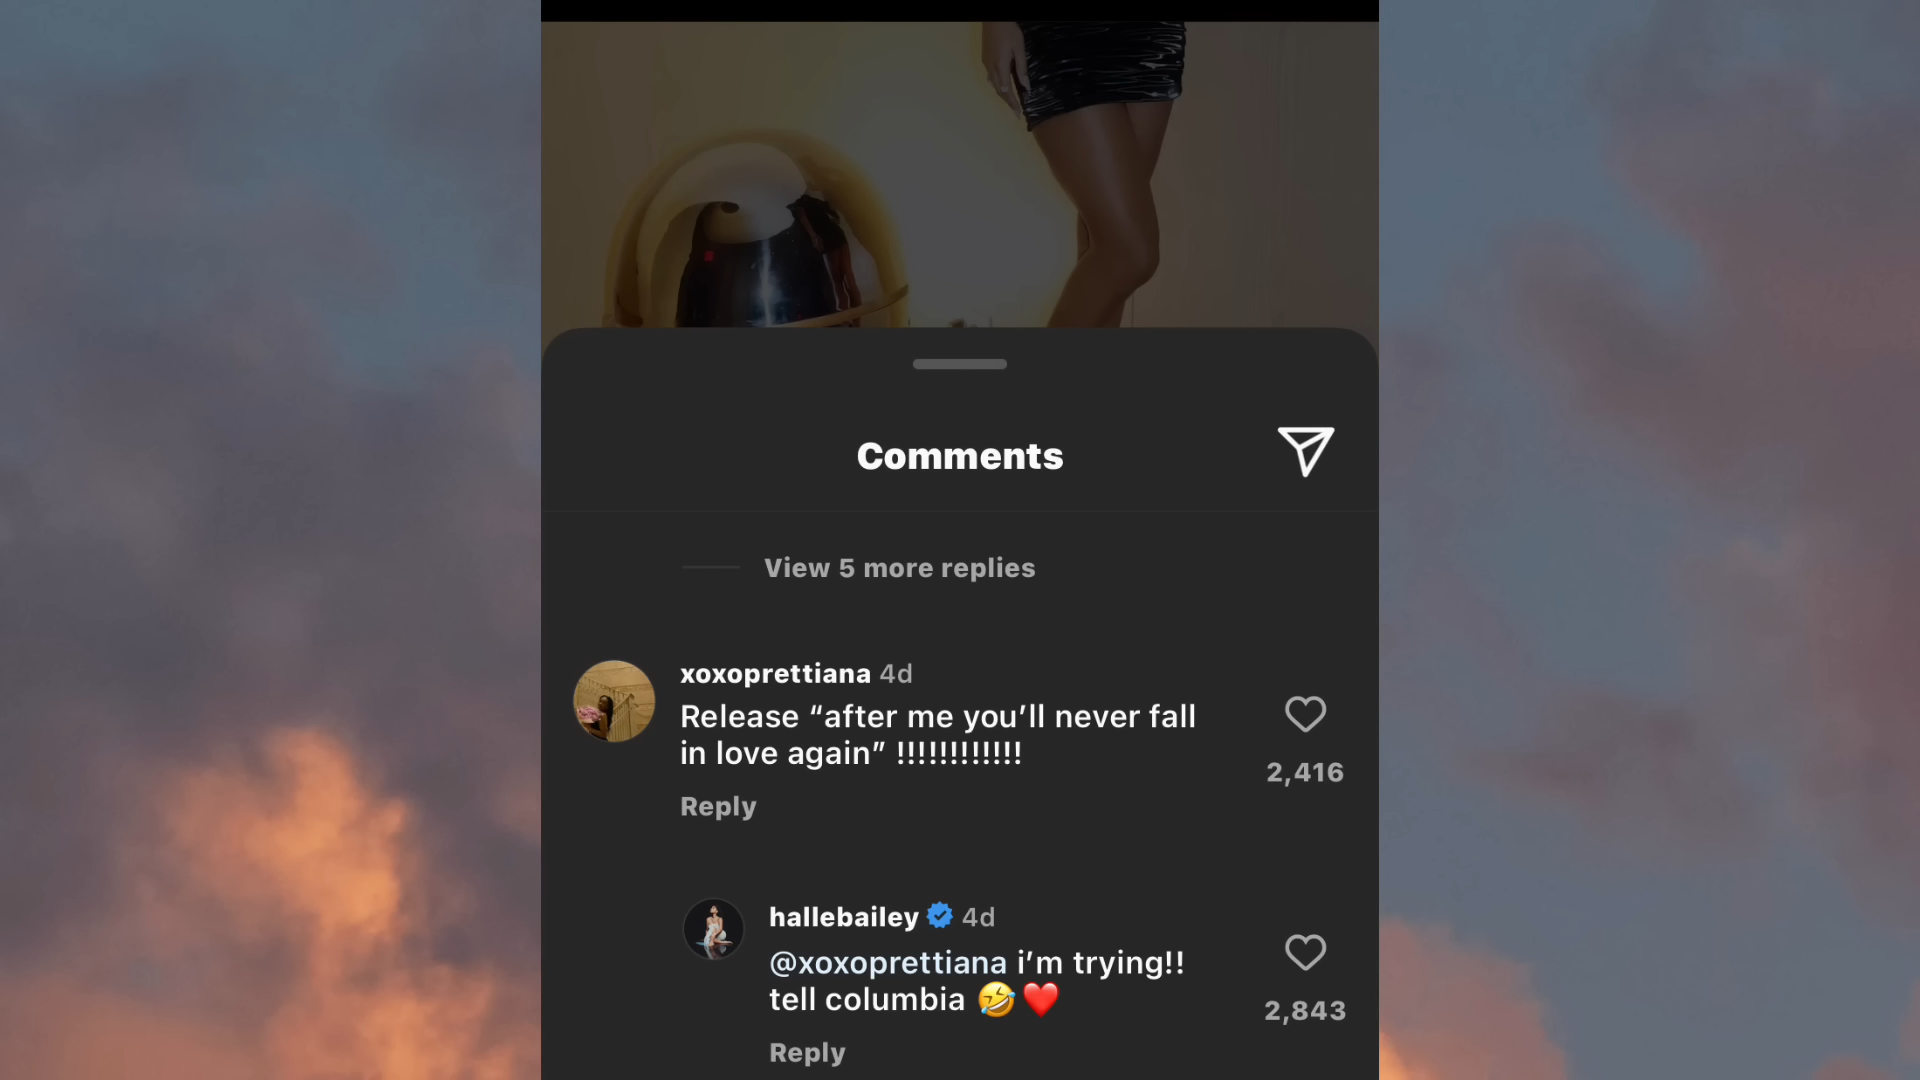 Comments
View 5 more replies
xoxoprettiana 4d
Release “after me you’ll never fall
in love again” !!!!!!!!!!!!
2,416
Reply
hallebailey 4d
@xoxoprettiana i’m trying!!
tell columbia 🤣❤️
2,843
Reply